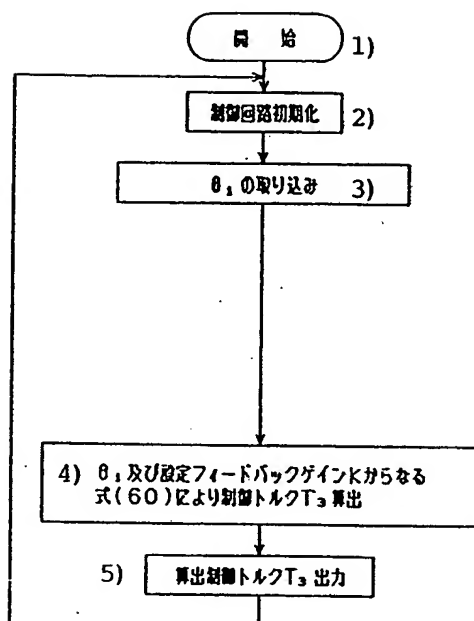 開 始 1)
制御回路初期化 2)
θ₁の取り込み 3)
4) θ₁及び設定フィードバックゲインKからなる
式(60)により制御トルクT₃算出
5) 算出制御トルクT₃出力